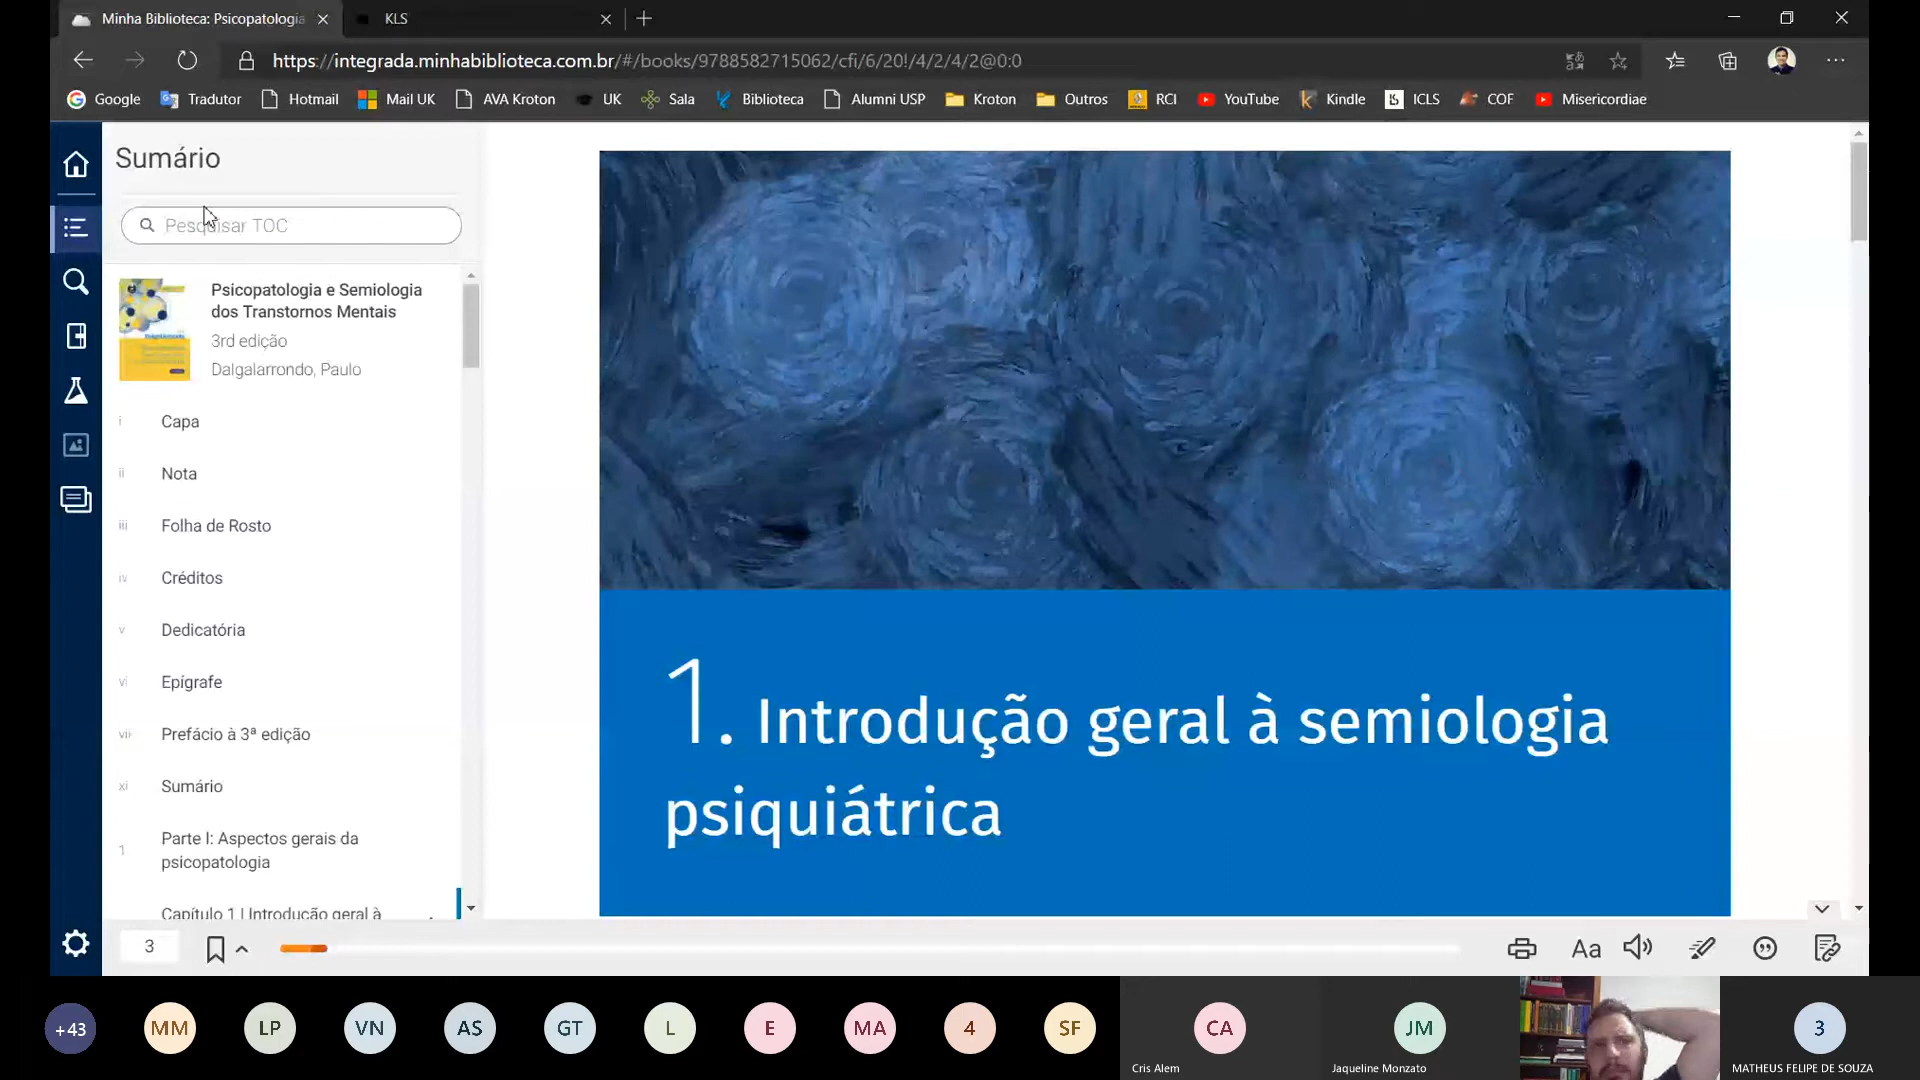 Minha Biblioteca: Psicopatologia
KLS
https://integrada.minhabiblioteca.com.br/#/books/9788582715062/cfi/6/20!/4/2/4/2@0:0
Google Tradutor Hotmail Mail UK AVA Kroton UK Sala Biblioteca Alumni USP Kroton Outros RCI YouTube Kindle ICLS COF Misericordiae
Sumário
Pesquisar TOC
Psicopatologia e Semiologia
dos Transtornos Mentais
3rd edição
Dalgalarrondo, Paulo
i Capa
ii Nota
iii Folha de Rosto
iv Créditos
v Dedicatória
vi Epígrafe
vii Prefácio à 3ª edição
xi Sumário
1 Parte I: Aspectos gerais da
psicopatologia
Capítulo 1 | Introdução geral à
1. Introdução geral à semiologia
psiquiátrica
3
Aa
+43 MM LP VN AS GT L E MA 4 SF CA JM 3
Cris Alem
Jaqueline Monzato
MATHEUS FELIPE DE SOUZA